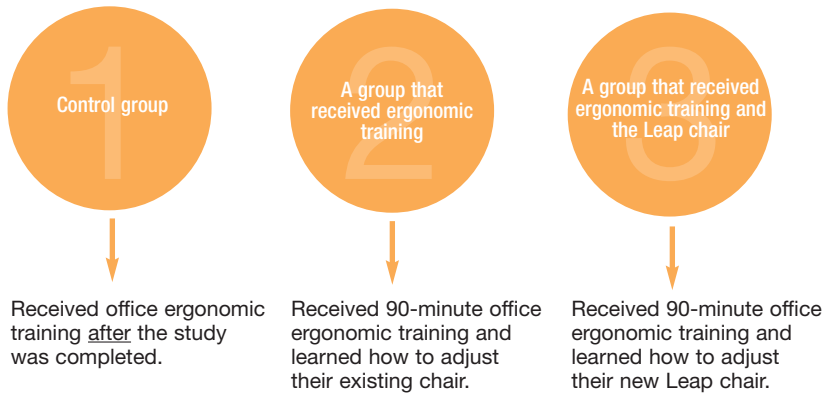 1
Control group
Received office ergonomic
training after the study
was completed.
2
A group that
received ergonomic
training
Received 90-minute office
ergonomic training and
learned how to adjust
their existing chair.
3
A group that received
ergonomic training and
the Leap chair
Received 90-minute office
ergonomic training and
learned how to adjust
their new Leap chair.